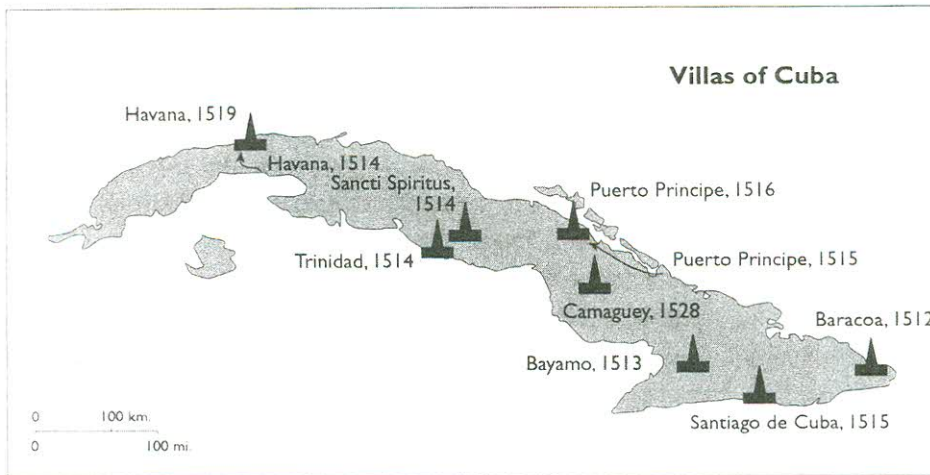 Villas of Cuba
Havana, 1519
Havana, 1514
Sancti Spiritus,
1514
Puerto Principe, 1516
Trinidad, 1514
Puerto Principe, 1515
Camaguey, 1528
Baracoa, 1512
Bayamo, 1513
Santiago de Cuba, 1515
0 100 km.
0 100 mi.